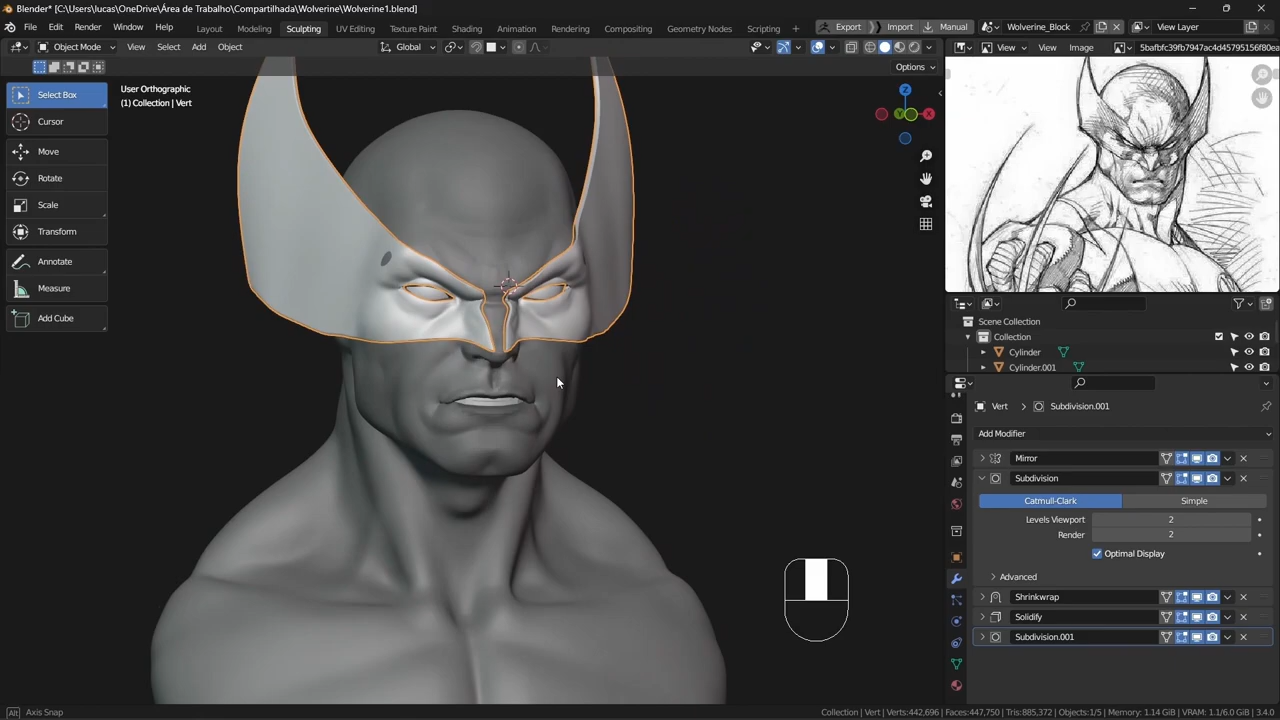 Blender* [C:\Users\lucas\OneDrive\Área de Trabalho\Compartilhada\Wolverine\Wolverine1.blend]
File Edit Render Window Help Layout Modeling Sculpting UV Editing Texture Paint Shading Animation Rendering Compositing Geometry Nodes Scripting + Export Import Manual Wolverine_Block View Layer
Object Mode View Select Add Object Global View View Image 5bafbfc39fb7947ac4d45795156f80ea
Options
User Orthographic
(1) Collection | Vert
Select Box
Cursor
Move
Rotate
Scale
Transform
Annotate
Measure
Add Cube
Z
Y
X
Scene Collection
Collection
Cylinder
Cylinder.001
Vert > Subdivision.001
Add Modifier
Mirror
Subdivision
Catmull-Clark Simple
Levels Viewport 2
Render 2
Optimal Display
Advanced
Shrinkwrap
Solidify
Subdivision.001
Alt Axis Snap
Collection | Vert | Verts:442,696 | Faces:447,750 | Tris:885,372 | Objects:1/5 | Memory: 1.14 GiB | VRAM: 1.1/6.0 GiB | 3.4.0